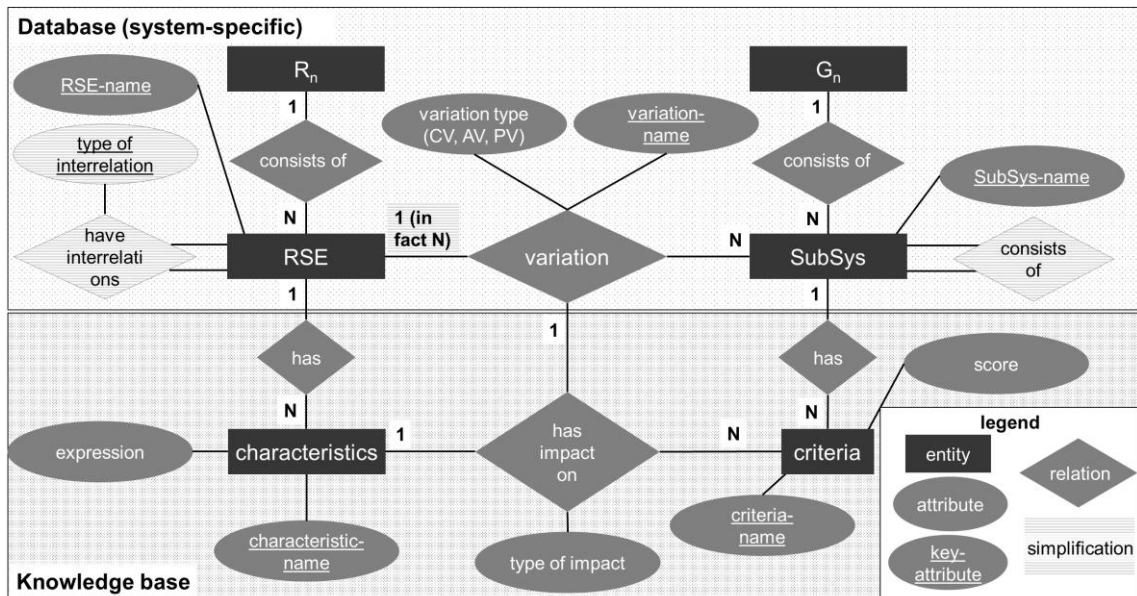 Database (system-specific)
Rn
Gn
RSE-name
1
variation type
(CV, AV, PV)
variation-
name
1
type of
interrelation
consists of
consists of
SubSys-name
N
1 (in
fact N)
N
have
interrelati
ons
RSE
variation
N
SubSys
consists
of
1
1
1
has
has
score
N
N
legend
expression
characteristics
1
has
impact
on
N
criteria
entity
relation
attribute
characteristic-
name
type of impact
criteria-
name
key-
attribute
simplification
Knowledge base